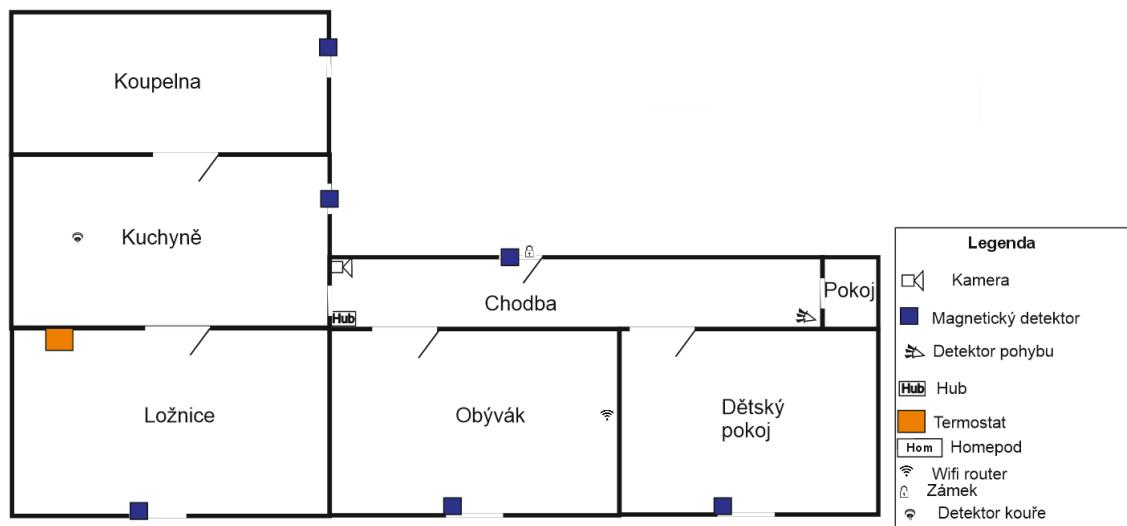 Koupelna
Kuchyně
Chodba
Pokoj
Hub
Ložnice
Obývák
Dětský
pokoj
Legenda
Kamera
Magnetický detektor
Detektor pohybu
Hub Hub
Termostat
Hom Homepod
Wifi router
Zámek
Detektor kouře